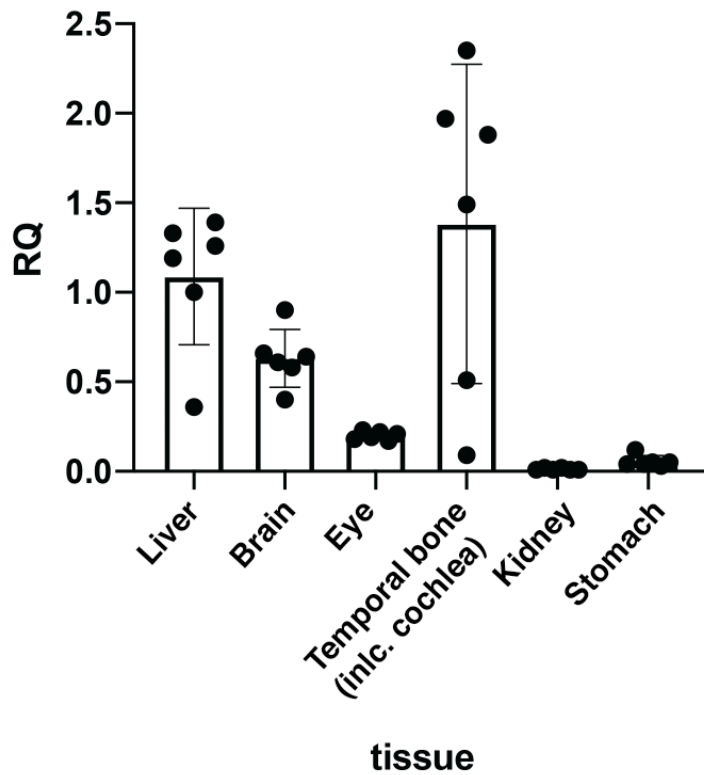 2.5
2.0
1.5
1.0
0.5
0.0
RQ
Liver
Brain
Eye
Temporal bone
(inlc. cochlea)
Kidney
Stomach
tissue